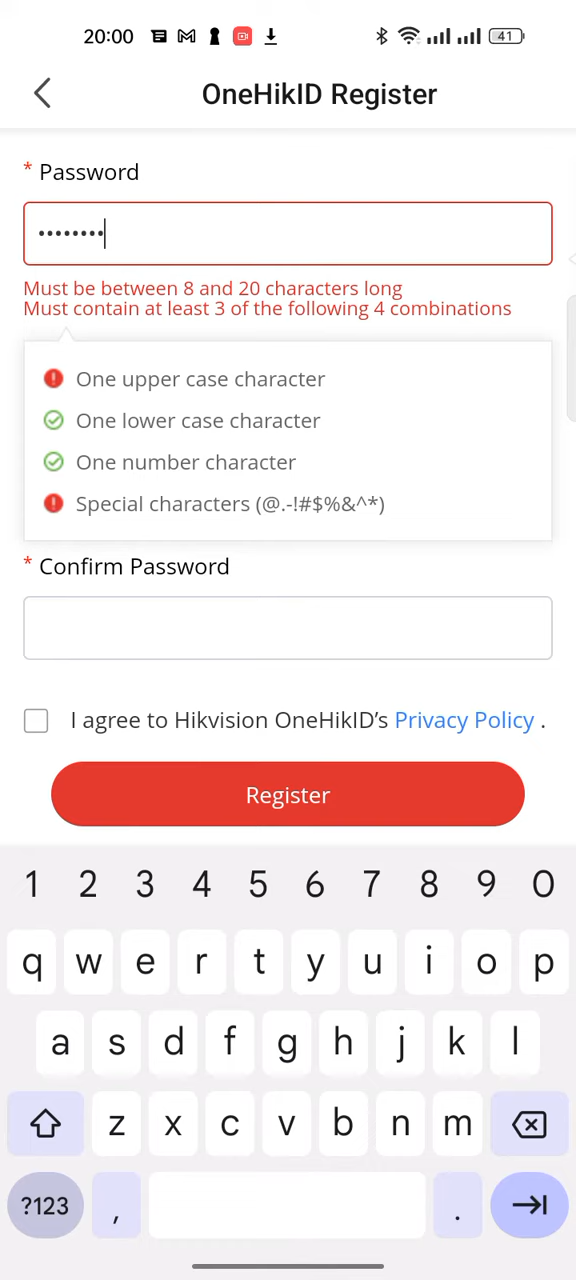 20:00
41
OneHikID Register
* Password
••••••••
Must be between 8 and 20 characters long
Must contain at least 3 of the following 4 combinations
One upper case character
One lower case character
One number character
Special characters (@.-!#$%&^*)
* Confirm Password
I agree to Hikvision OneHikID’s Privacy Policy .
Register
1 2 3 4 5 6 7 8 9 0
q w e r t y u i o p
a s d f g h j k l
z x c v b n m
?123 , .